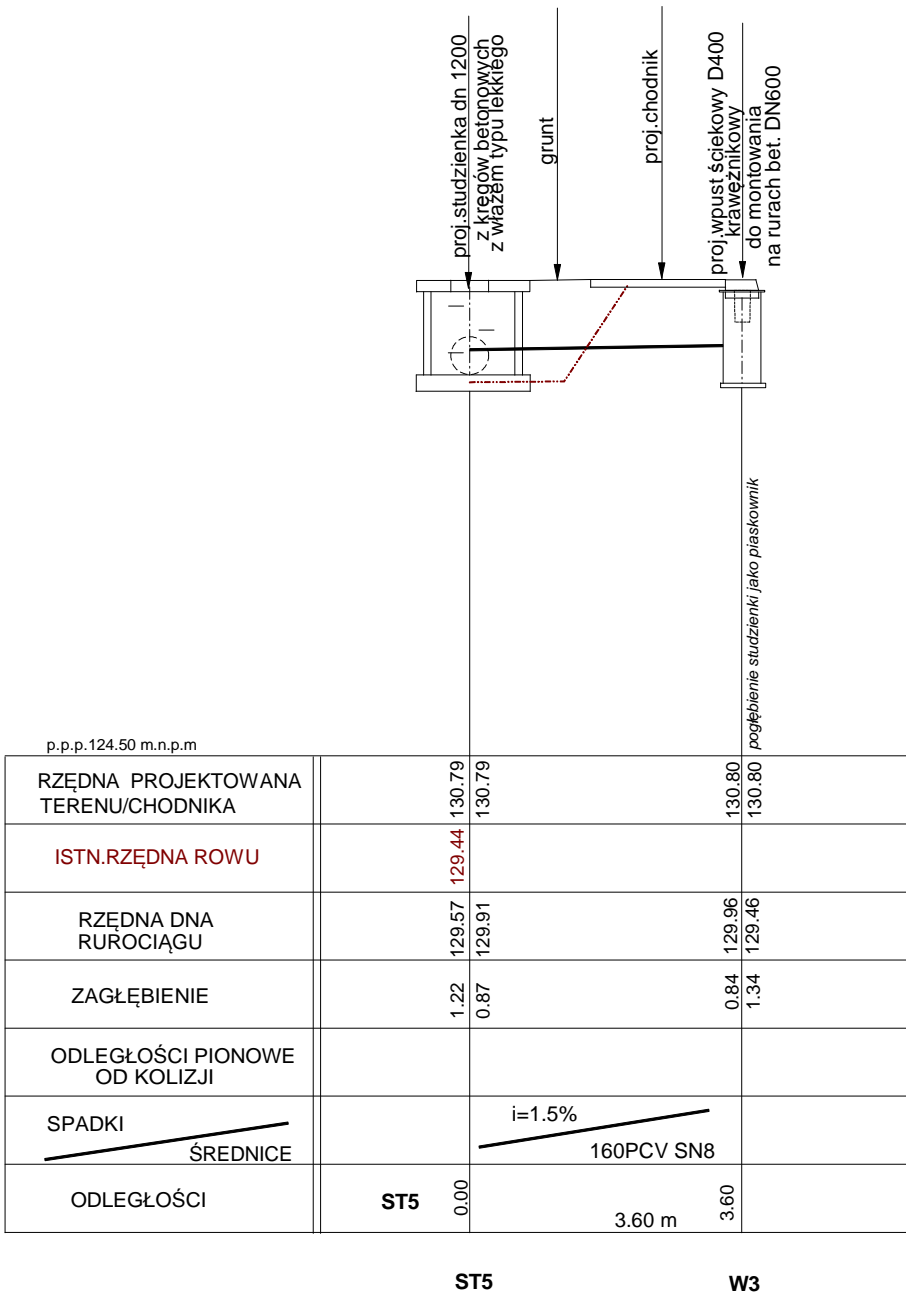 proj.studzienka dn 1200
z kręgów betonowych
z włazem typu lekkiego
grunt
proj.chodnik
proj.wpust ściekowy D400
krawężnikowy
do montowania
na rurach bet. DN600
pogłębienie studzienki jako piaskownik
p.p.p.124.50 m.n.p.m
RZĘDNA PROJEKTOWANA
TERENU/CHODNIKA
130.79
130.79
130.80
130.80
ISTN.RZĘDNA ROWU
129.44
RZĘDNA DNA
RUROCIĄGU
129.57
129.91
129.96
129.46
ZAGŁĘBIENIE
1.22
0.87
0.84
1.34
ODLEGŁOŚCI PIONOWE
OD KOLIZJI
SPADKI
ŚREDNICE
i=1.5%
160PCV SN8
ODLEGŁOŚCI
ST5
0.00
3.60 m
3.60
ST5
W3